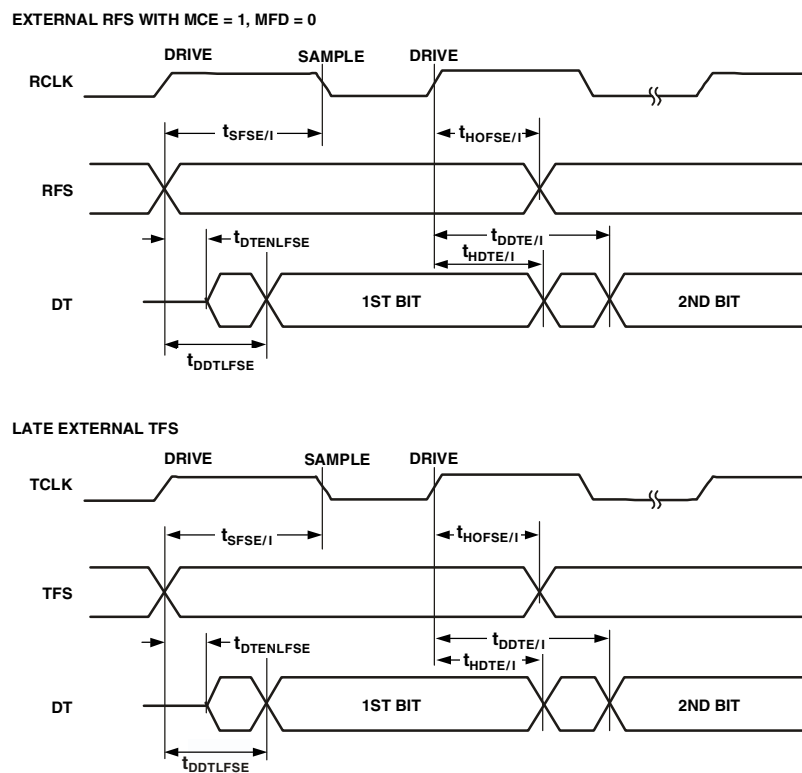 EXTERNAL RFS WITH MCE = 1, MFD = 0
DRIVE SAMPLE DRIVE
RCLK
tSFSE/I tHOFSE/I
RFS
tDDTE/I
tDTENLFSE
tHDTE/I
DT 1ST BIT 2ND BIT
tDDTLFSE
LATE EXTERNAL TFS
DRIVE SAMPLE DRIVE
TCLK
tSFSE/I tHOFSE/I
TFS
tDDTE/I
tDTENLFSE
tHDTE/I
DT 1ST BIT 2ND BIT
tDDTLFSE